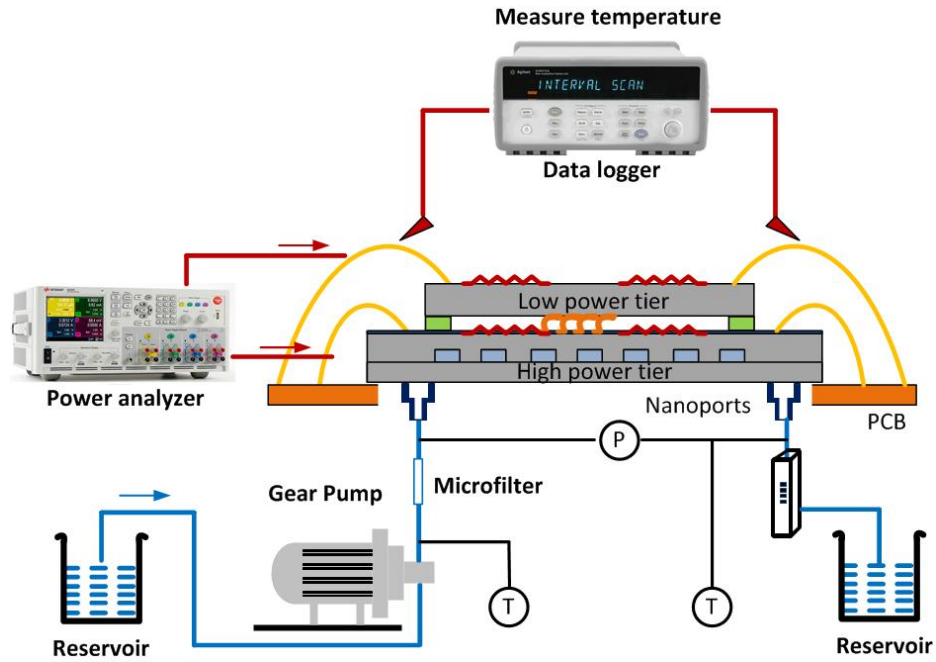 Measure temperature
Agilent
INTERVAL SCAN
Data logger
Low power tier
High power tier
Power analyzer
Nanoports
PCB
P
Gear Pump
Microfilter
T
T
Reservoir
Reservoir